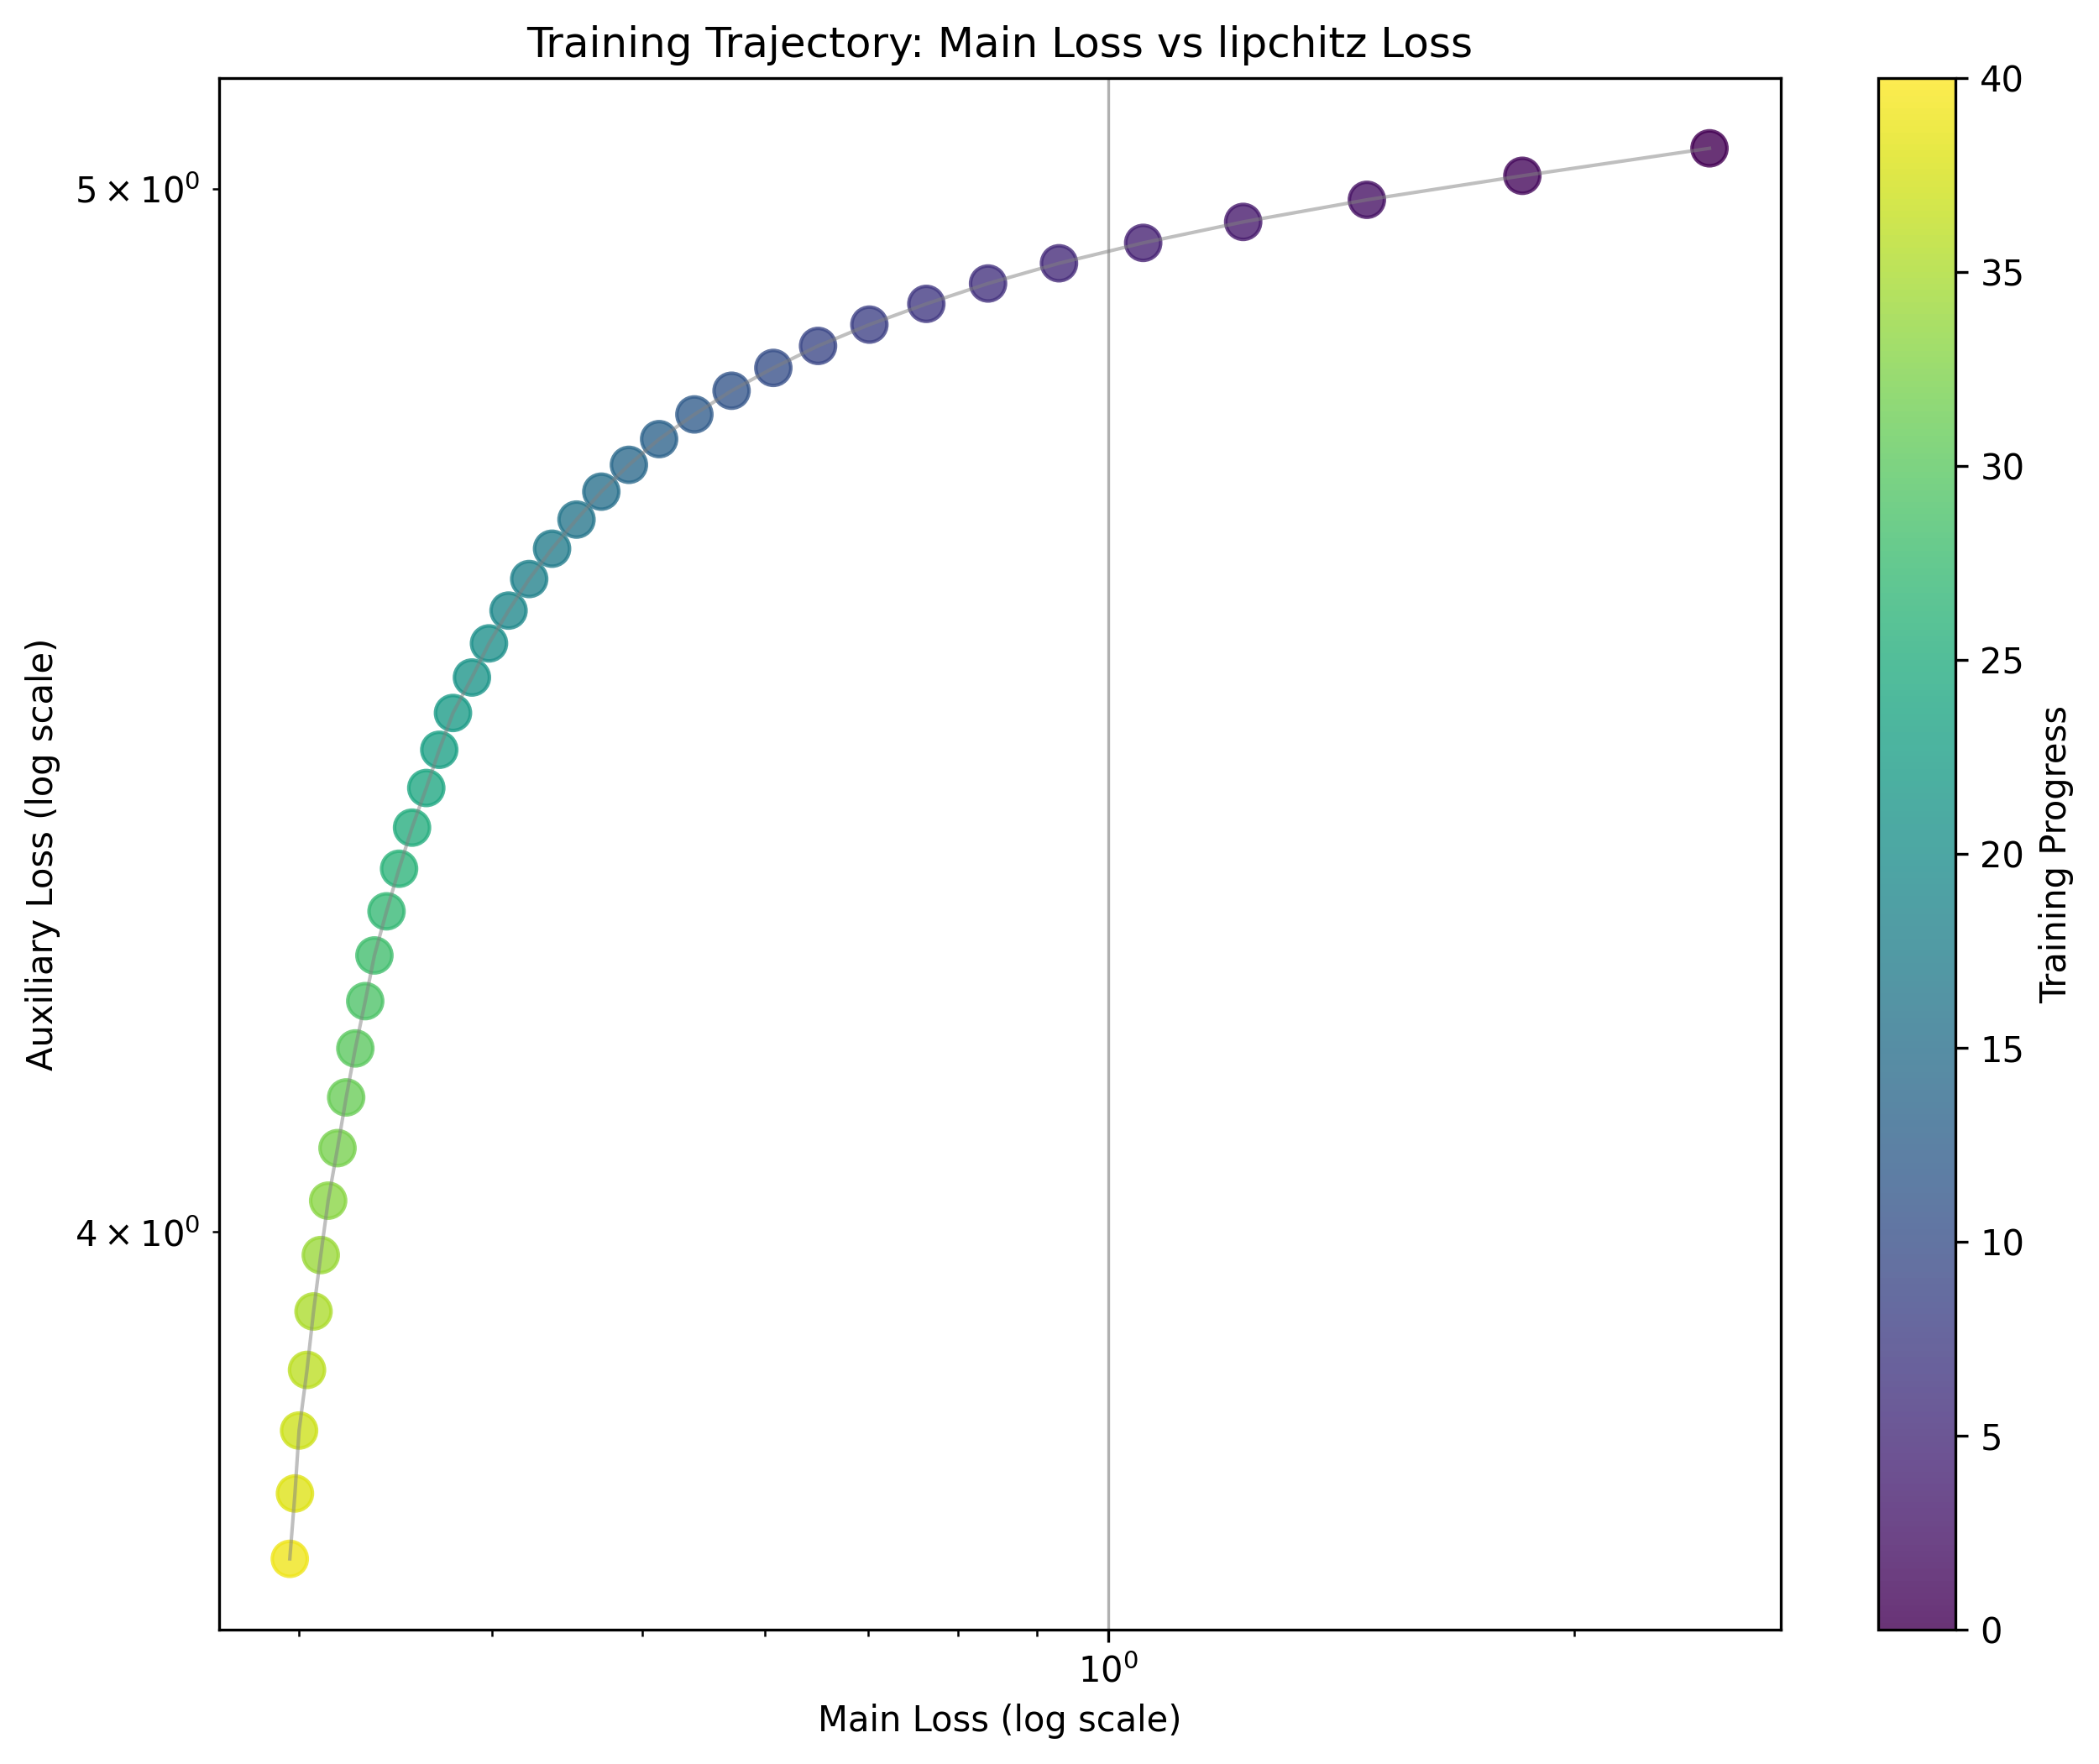 Training Trajectory: Main Loss vs lipchitz Loss
Auxiliary Loss (log scale)
5 × 10⁰
4 × 10⁰
10⁰
Main Loss (log scale)
40
35
30
25
20
15
10
5
0
Training Progress